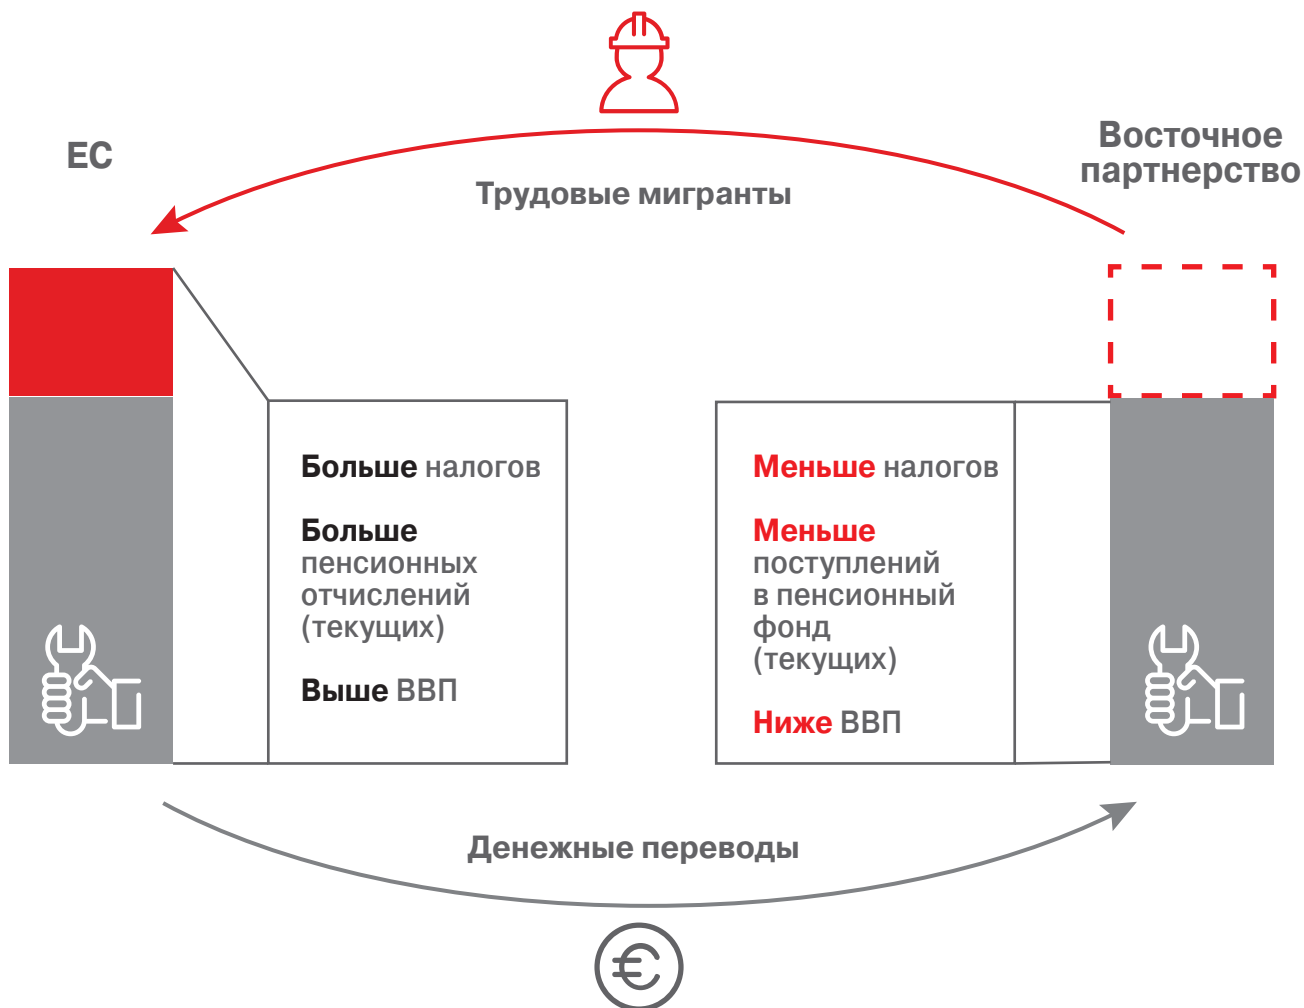 ЕС
Восточное
партнерство
Трудовые мигранты
Больше налогов
Больше
пенсионных
отчислений
(текущих)
Выше ВВП
Меньше налогов
Меньше
поступлений
в пенсионный
фонд
(текущих)
Ниже ВВП
Денежные переводы
€